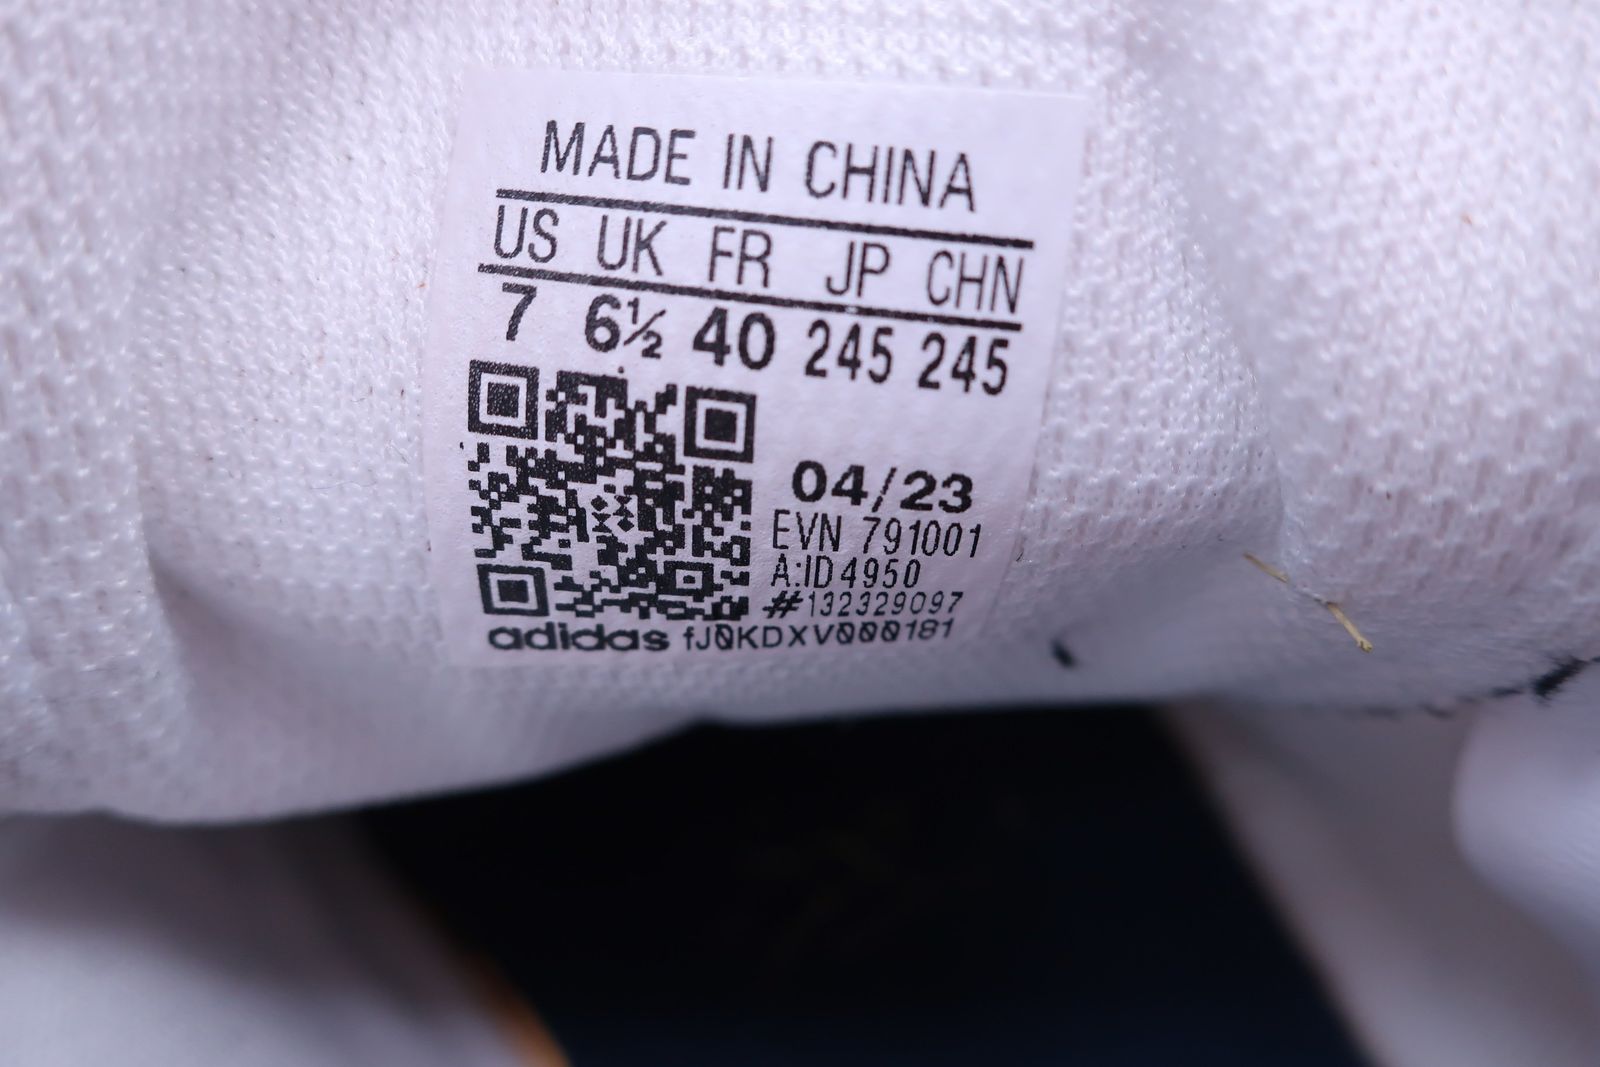 MADE IN CHINA
US UK FR JP CHN
7 6½ 40 245 245
04/23
EVN 791001
A:ID4950
#132329097
adidas fJ0KDXV000181